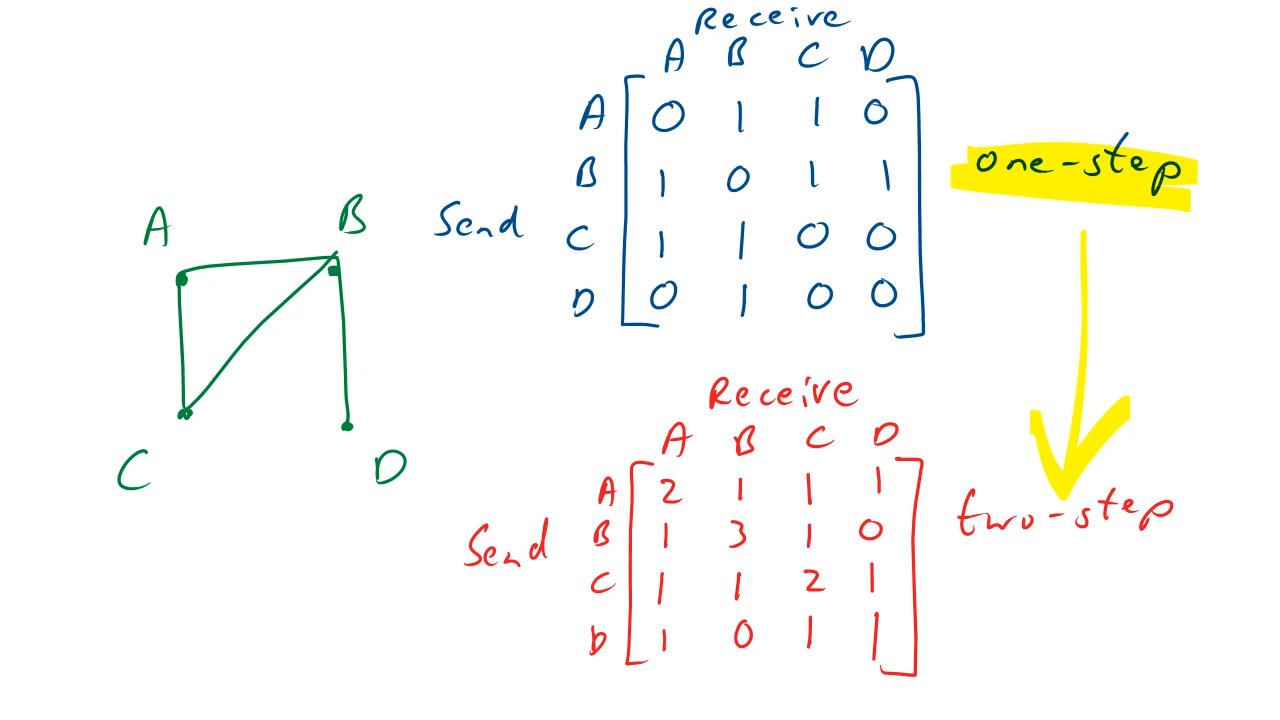 Receive
A B C D
A 0 1 1 0
B 1 0 1 1
Send
C 1 1 0 0
D 0 1 0 0
one-step
A B
C D
Receive
A B C D
A 2 1 1 1
B 1 3 1 0
Send
C 1 1 2 1
D 1 0 1 1
two-step